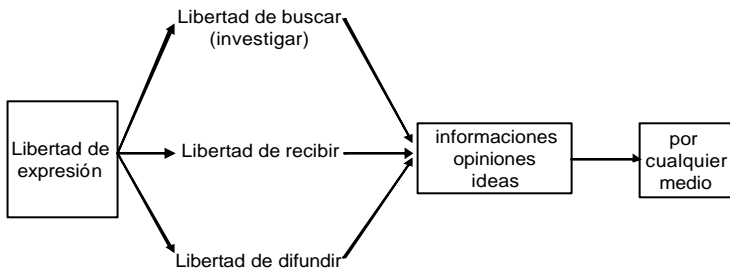 Libertad de buscar
(investigar)
Libertad de
expresión
Libertad de recibir
informaciones
opiniones
ideas
por
cualquier
medio
Libertad de difundir